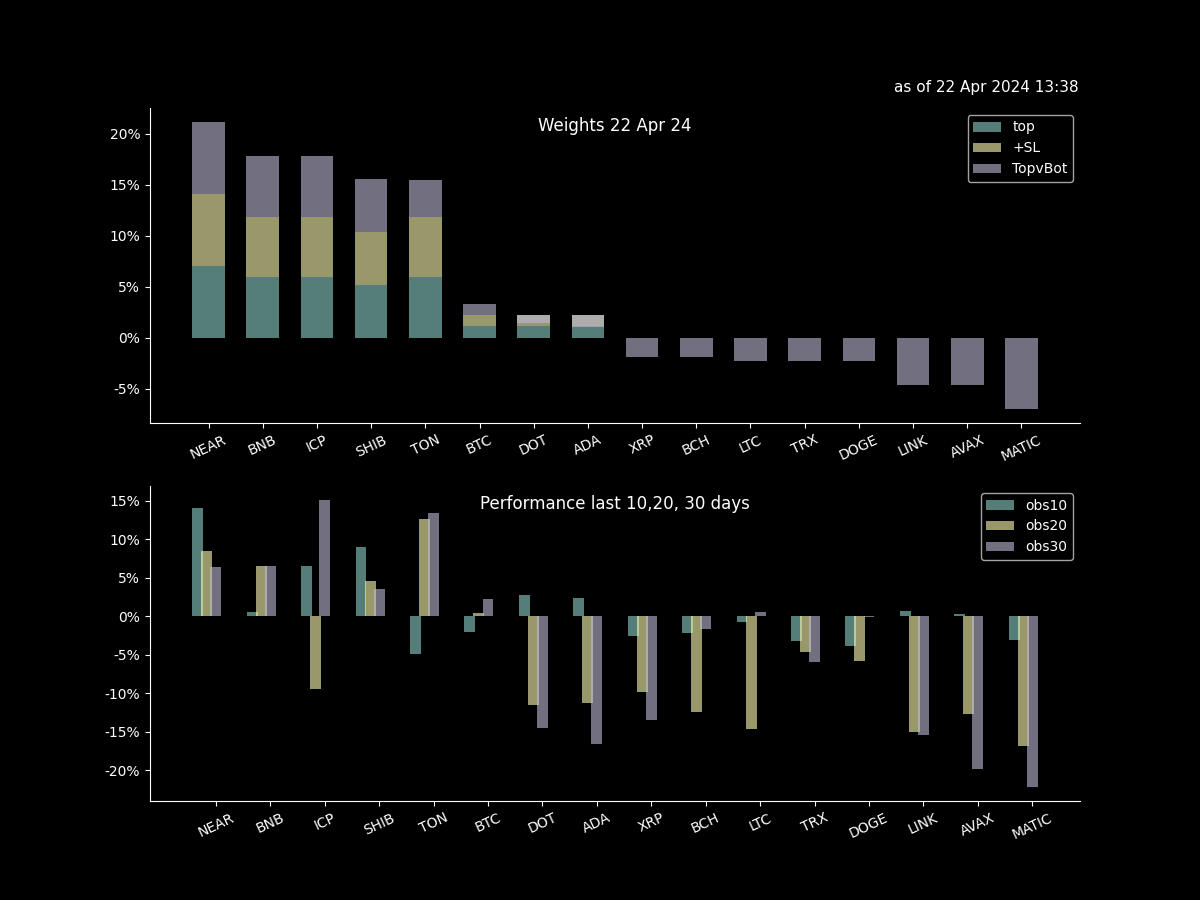 as of 22 Apr 2024 13:38
Weights 22 Apr 24
top
+SL
TopvBot
20%
15%
10%
5%
0%
-5%
NEAR BNB ICP SHIB TON BTC DOT ADA XRP BCH LTC TRX DOGE LINK AVAX MATIC
Performance last 10,20, 30 days
obs10
obs20
obs30
15%
10%
5%
0%
-5%
-10%
-15%
-20%
NEAR BNB ICP SHIB TON BTC DOT ADA XRP BCH LTC TRX DOGE LINK AVAX MATIC